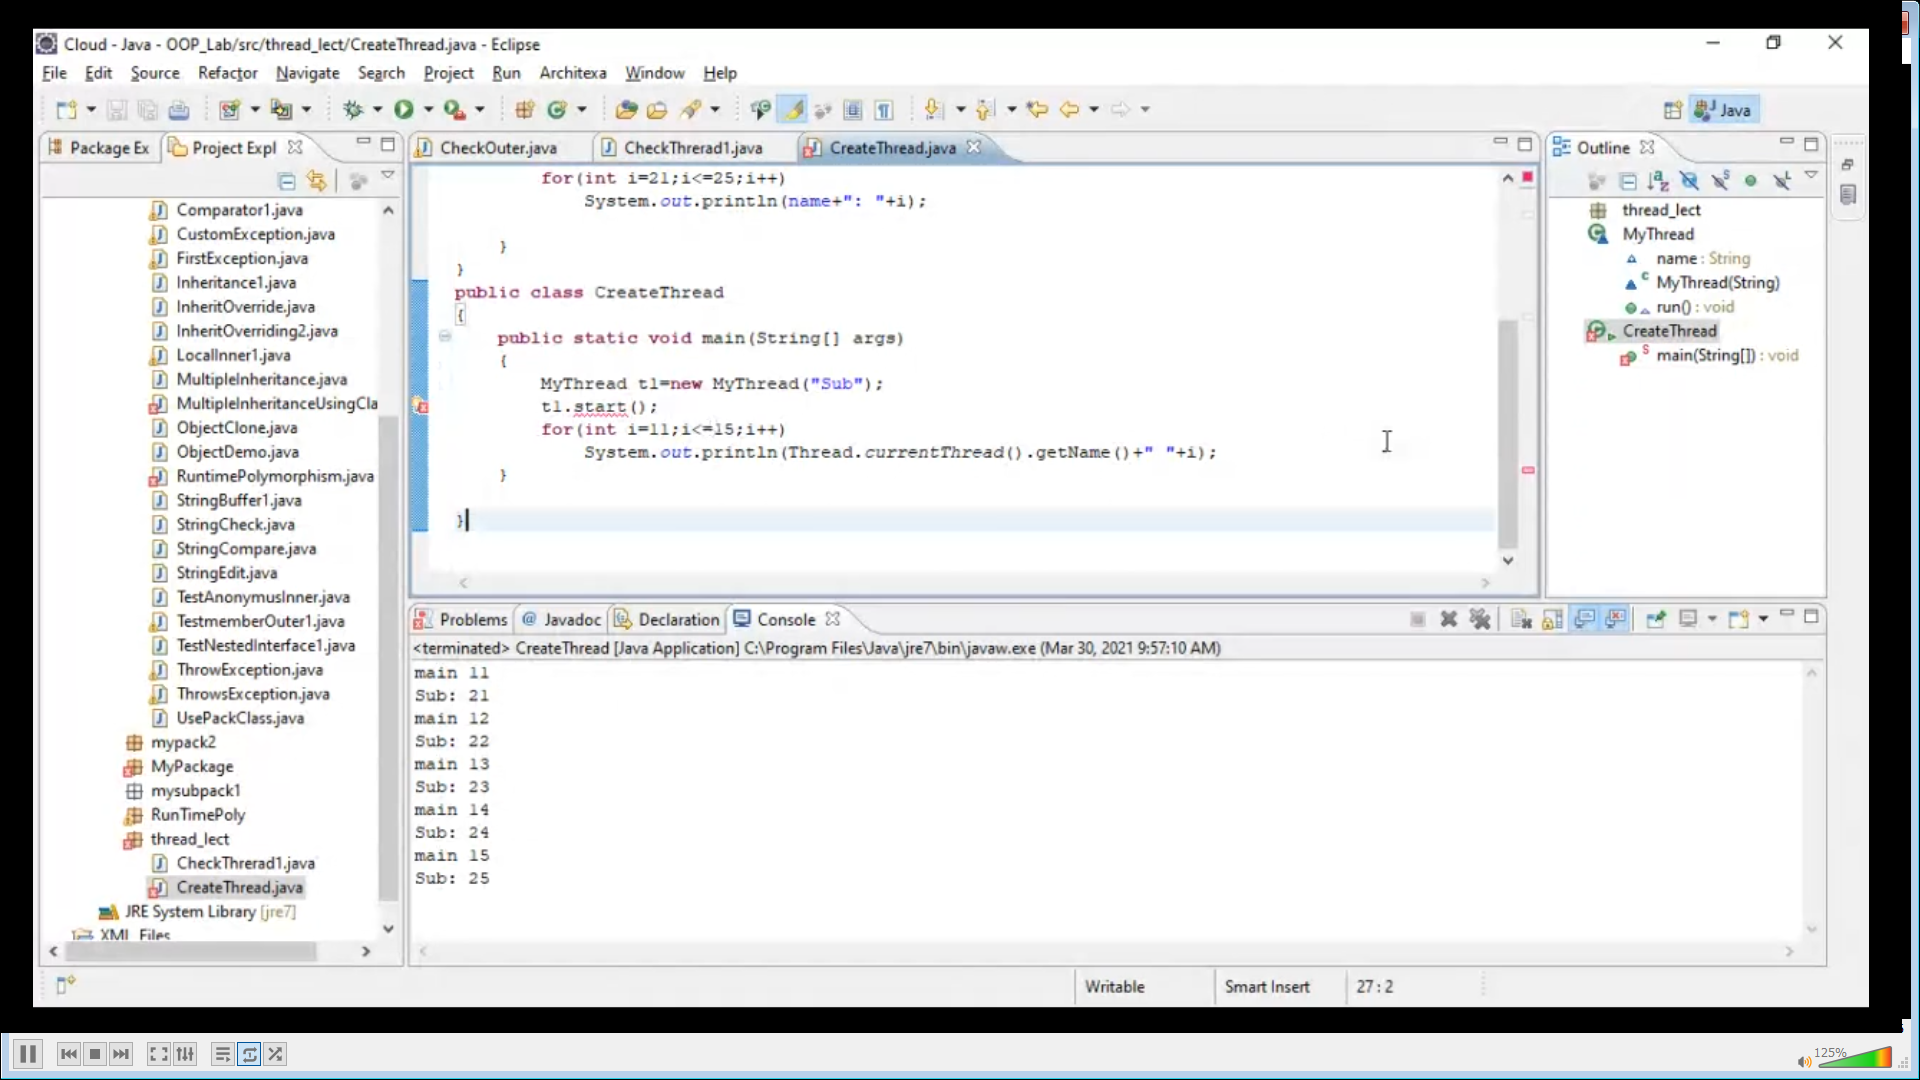 Cloud - Java - OOP_Lab/src/thread_lect/CreateThread.java - Eclipse
File Edit Source Refactor Navigate Search Project Run Architexa Window Help
Java
Package Ex Project Expl
CheckOuter.java CheckThrerad1.java CreateThread.java
Outline
Comparator1.java
CustomException.java
FirstException.java
Inheritance1.java
InheritOverride.java
InheritOverriding2.java
LocalInner1.java
MultipleInheritance.java
MultipleInheritanceUsingCla
ObjectClone.java
ObjectDemo.java
RuntimePolymorphism.java
StringBuffer1.java
StringCheck.java
StringCompare.java
StringEdit.java
TestAnonymusInner.java
TestmemberOuter1.java
TestNestedInterface1.java
ThrowException.java
ThrowsException.java
UsePackClass.java
mypack2
MyPackage
mysubpack1
RunTimePoly
thread_lect
CheckThrerad1.java
CreateThread.java
JRE System Library [jre7]
XML Files
for(int i=21;i<=25;i++)
System.out.println(name+": "+i);
}
}
public class CreateThread
{
public static void main(String[] args)
{
MyThread t1=new MyThread("Sub");
t1.start();
for(int i=11;i<=15;i++)
System.out.println(Thread.currentThread().getName()+" "+i);
}
}
thread_lect
MyThread
name : String
MyThread(String)
run() : void
CreateThread
main(String[]) : void
Problems @ Javadoc Declaration Console
<terminated> CreateThread [Java Application] C:\Program Files\Java\jre7\bin\javaw.exe (Mar 30, 2021 9:57:10 AM)
main 11
Sub: 21
main 12
Sub: 22
main 13
Sub: 23
main 14
Sub: 24
main 15
Sub: 25
Writable Smart Insert 27 : 2
125%